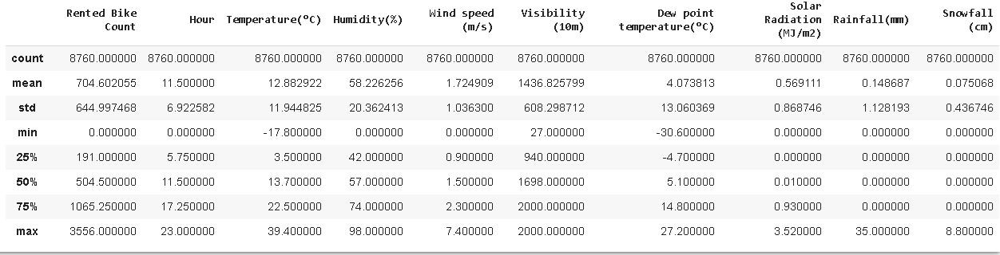 Rented Bike Count Hour Temperature(°C) Humidity(%) Wind speed (m/s) Visibility (10m) Dew point temperature(°C) Solar Radiation (MJ/m2) Rainfall(mm) Snowfall (cm)
count 8760.000000 8760.000000 8760.000000 8760.000000 8760.000000 8760.000000 8760.000000 8760.000000 8760.000000 8760.000000
mean 704.602055 11.500000 12.882922 58.226256 1.724909 1436.825799 4.073813 0.569111 0.148687 0.075068
std 644.997468 6.922582 11.944825 20.362413 1.036300 608.298712 13.060369 0.868746 1.128193 0.436746
min 0.000000 0.000000 -17.800000 0.000000 0.000000 27.000000 -30.600000 0.000000 0.000000 0.000000
25% 191.000000 5.750000 3.500000 42.000000 0.900000 940.000000 -4.700000 0.000000 0.000000 0.000000
50% 504.500000 11.500000 13.700000 57.000000 1.500000 1698.000000 5.100000 0.010000 0.000000 0.000000
75% 1065.250000 17.250000 22.500000 74.000000 2.300000 2000.000000 14.800000 0.930000 0.000000 0.000000
max 3556.000000 23.000000 39.400000 98.000000 7.400000 2000.000000 27.200000 3.520000 35.000000 8.800000